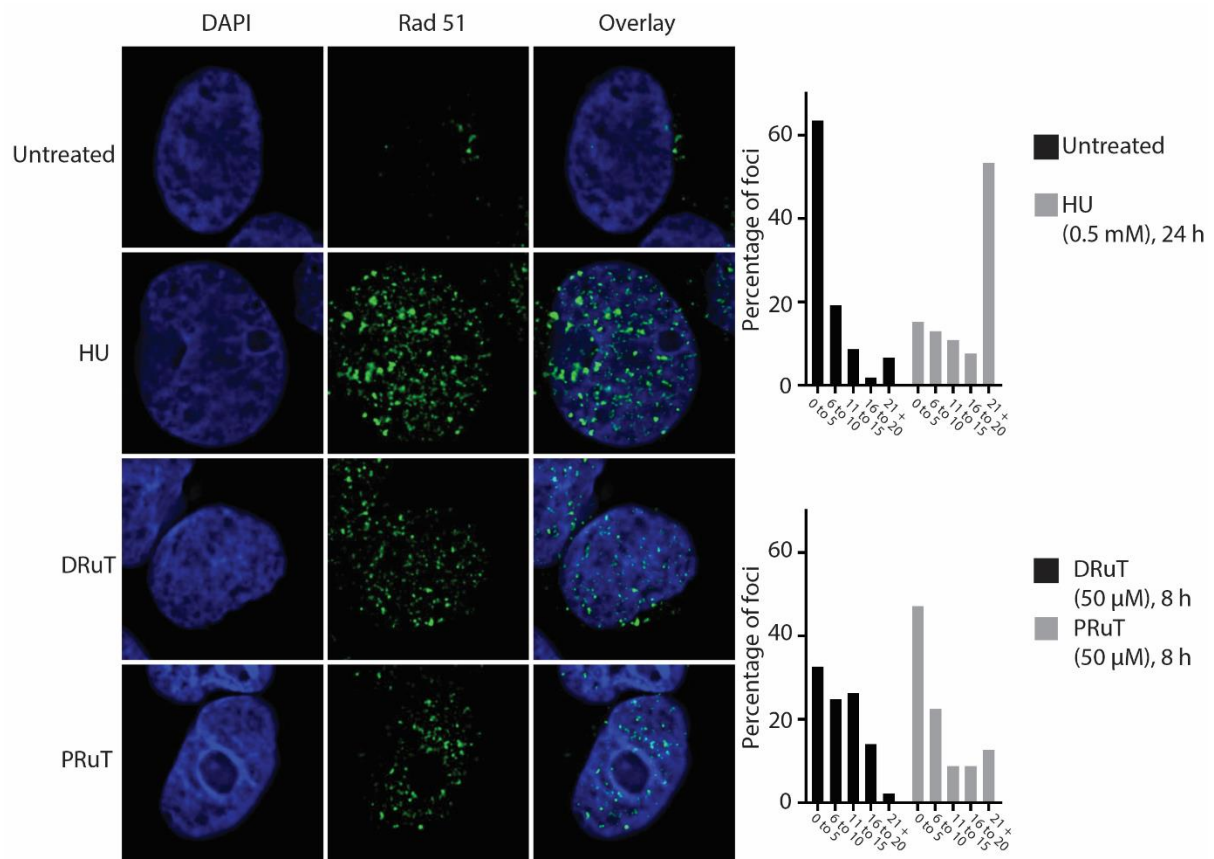 DAPI Rad 51 Overlay
Untreated
HU
DRuT
PRuT
Percentage of foci
60
40
20
0
0 to 5 6 to 10 11 to 15 16 to 20 21 + 0 to 5 6 to 10 11 to 15 16 to 20 21 +
Untreated
HU
(0.5 mM), 24 h
Percentage of foci
60
40
20
0
0 to 5 6 to 10 11 to 15 16 to 20 21 + 0 to 5 6 to 10 11 to 15 16 to 20 21 +
DRuT
(50 μM), 8 h
PRuT
(50 μM), 8 h